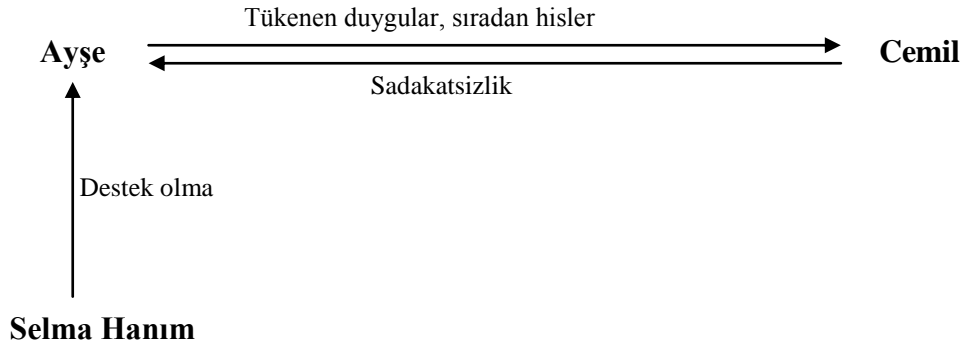 Tükenen duygular, sıradan hisler
Ayşe
Cemil
Sadakatsizlik
Destek olma
Selma Hanım